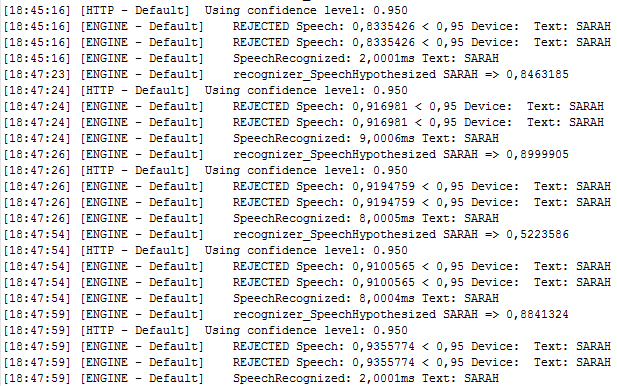 [18:45:16] [HTTP - Default] Using confidence level: 0.950
[18:45:16] [ENGINE - Default] REJECTED Speech: 0,8335426 < 0,95 Device: Text: SARAH
[18:45:16] [ENGINE - Default] REJECTED Speech: 0,8335426 < 0,95 Device: Text: SARAH
[18:45:16] [ENGINE - Default] SpeechRecognized: 2,0001ms Text: SARAH
[18:47:23] [ENGINE - Default] recognizer_SpeechHypothesized SARAH => 0,8463185
[18:47:24] [HTTP - Default] Using confidence level: 0.950
[18:47:24] [ENGINE - Default] REJECTED Speech: 0,916981 < 0,95 Device: Text: SARAH
[18:47:24] [ENGINE - Default] REJECTED Speech: 0,916981 < 0,95 Device: Text: SARAH
[18:47:24] [ENGINE - Default] SpeechRecognized: 9,0006ms Text: SARAH
[18:47:26] [ENGINE - Default] recognizer_SpeechHypothesized SARAH => 0,8999905
[18:47:26] [HTTP - Default] Using confidence level: 0.950
[18:47:26] [ENGINE - Default] REJECTED Speech: 0,9194759 < 0,95 Device: Text: SARAH
[18:47:26] [ENGINE - Default] REJECTED Speech: 0,9194759 < 0,95 Device: Text: SARAH
[18:47:26] [ENGINE - Default] SpeechRecognized: 8,0005ms Text: SARAH
[18:47:54] [ENGINE - Default] recognizer_SpeechHypothesized SARAH => 0,5223586
[18:47:54] [HTTP - Default] Using confidence level: 0.950
[18:47:54] [ENGINE - Default] REJECTED Speech: 0,9100565 < 0,95 Device: Text: SARAH
[18:47:54] [ENGINE - Default] REJECTED Speech: 0,9100565 < 0,95 Device: Text: SARAH
[18:47:54] [ENGINE - Default] SpeechRecognized: 8,0004ms Text: SARAH
[18:47:59] [ENGINE - Default] recognizer_SpeechHypothesized SARAH => 0,8841324
[18:47:59] [HTTP - Default] Using confidence level: 0.950
[18:47:59] [ENGINE - Default] REJECTED Speech: 0,9355774 < 0,95 Device: Text: SARAH
[18:47:59] [ENGINE - Default] REJECTED Speech: 0,9355774 < 0,95 Device: Text: SARAH
[18:47:59] [ENGINE - Default] SpeechRecognized: 2,0001ms Text: SARAH